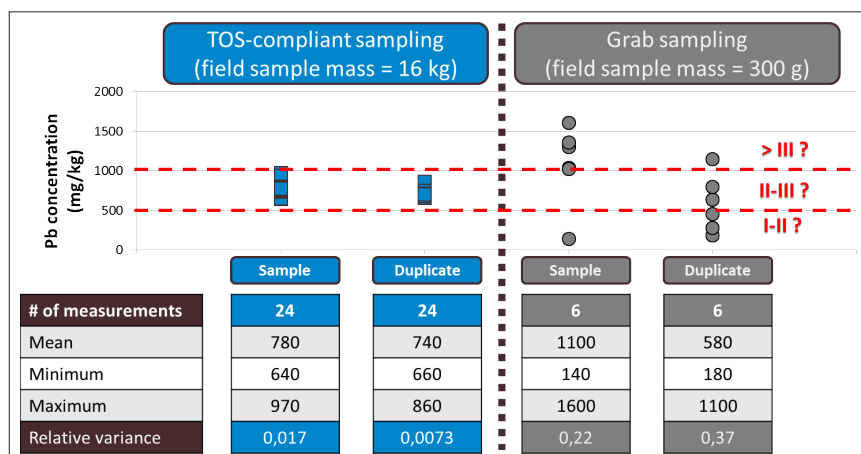 TOS-compliant sampling
(field sample mass = 16 kg)
Grab sampling
(field sample mass = 300 g)
Pb concentration
(mg/kg)
2000
1500
1000
500
0
> III ?
II-III ?
I-II ?
Sample Duplicate Sample Duplicate
# of measurements 24 24 6 6
Mean 780 740 1100 580
Minimum 640 660 140 180
Maximum 970 860 1600 1100
Relative variance 0,017 0,0073 0,22 0,37